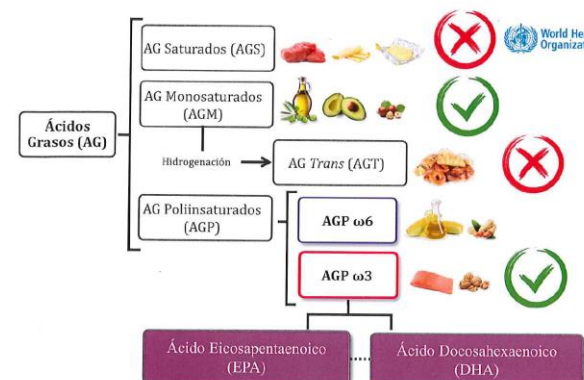 AG Saturados (AGS)
World He
Organizat
AG Monosaturados
(AGM)
Ácidos
Grasos (AG)
Hidrogenación
AG Trans (AGT)
AG Poliinsaturados
(AGP)
AGP ω6
AGP ω3
Ácido Eicosapentaenoico
(EPA)
Ácido Docosahexaenoico
(DHA)